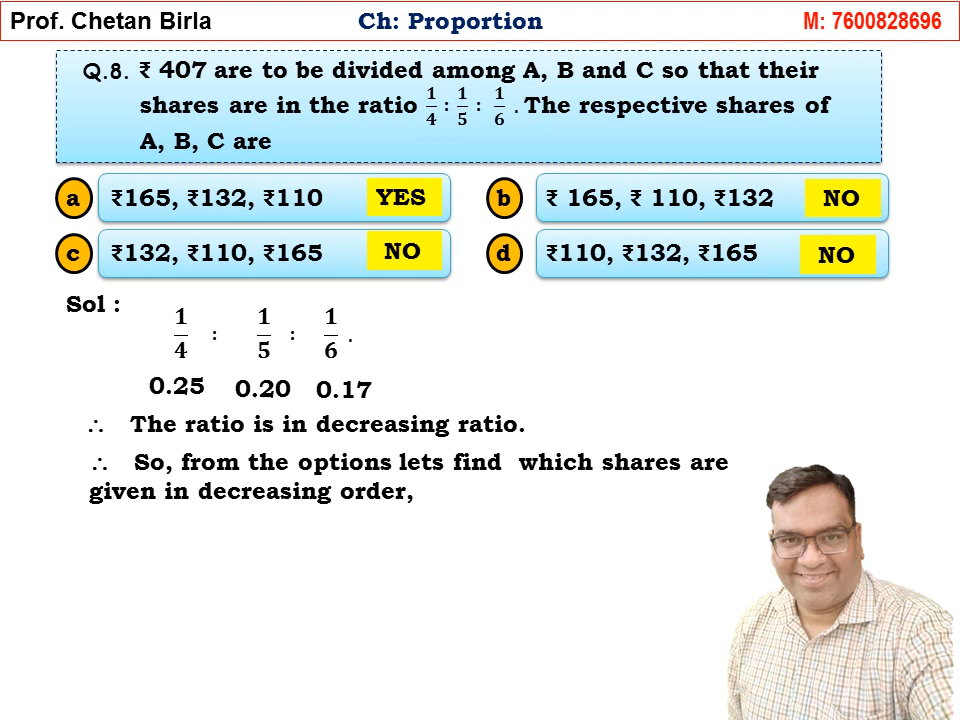 Prof. Chetan Birla Ch: Proportion M: 7600828696
Q.8. ₹ 407 are to be divided among A, B and C so that their
shares are in the ratio 1/4 : 1/5 : 1/6 . The respective shares of
A, B, C are
a ₹165, ₹132, ₹110 YES
b ₹ 165, ₹ 110, ₹132 NO
c ₹132, ₹110, ₹165 NO
d ₹110, ₹132, ₹165 NO
Sol :
1/4 : 1/5 : 1/6 .
0.25 0.20 0.17
∴ The ratio is in decreasing ratio.
∴ So, from the options lets find which shares are
given in decreasing order,